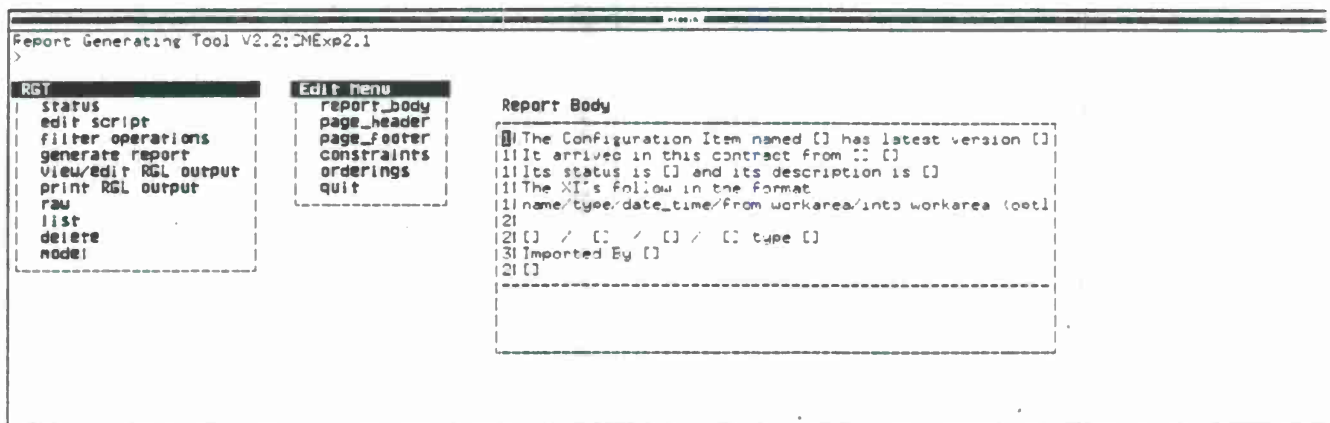 Report Generating Tool V2.2:CMExp2.1
>
RGT
status
edit script
filter operations
generate report
view/edit RGL output
print RGL output
raw
list
delete
model
Edit Menu
report_body
page_header
page_footer
constraints
orderings
quit
Report Body
1|The Configuration Item named [] has latest version []
1|It arrived in this contract from [] []
1|Its status is [] and its description is []
1|The XI's follow in the format
1|name/type/date_time/from workarea/into workarea
2|
2|[] / [] / [] / [] type []
3|Imported By []
2|[]